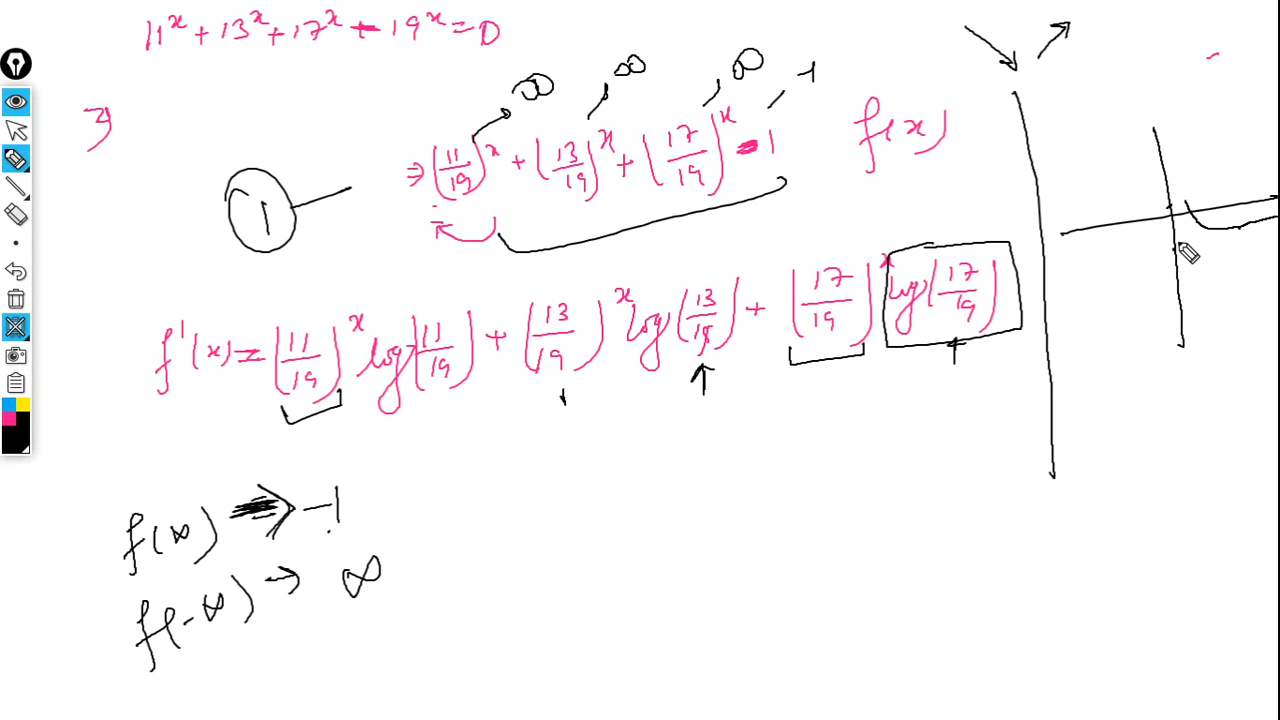 11^x + 13^x + 17^x - 19^x = 0
∞ , ∞ , ∞ , -1
⇒ (11/19)^x + (13/19)^x + (17/19)^x - 1 f(x)
1
f'(x) = (11/19)^x log(11/19) + (13/19)^x log(13/19) + (17/19)^x log(17/19)
f(∞) → -1
f(-∞) → ∞